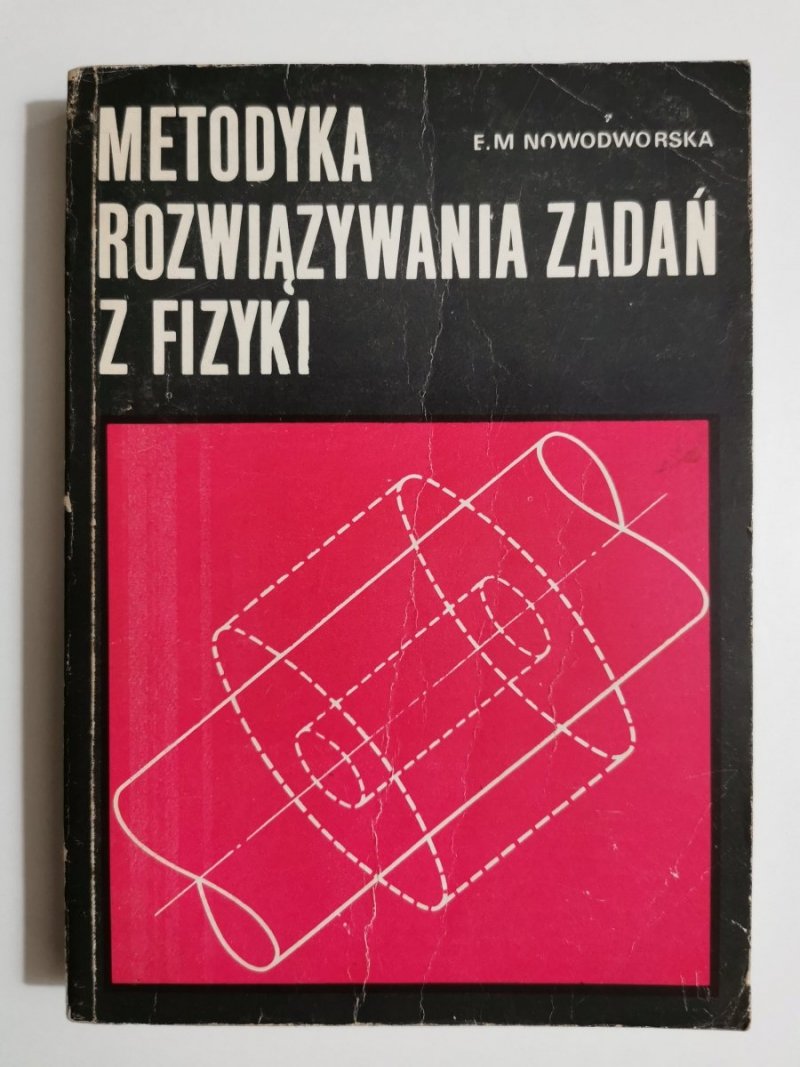 METODYKA
E.M NOWODWORSKA
ROZWIĄZYWANIA ZADAŃ
Z FIZYKI